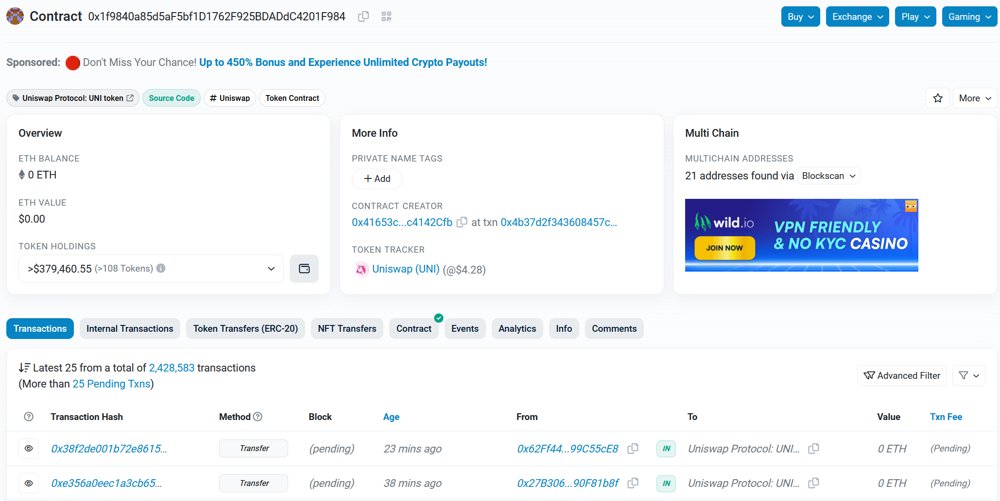 Contract 0x1f9840a85d5aF5bf1D1762F925BDADdC4201F984
Buy Exchange Play Gaming
Sponsored: Don't Miss Your Chance! Up to 450% Bonus and Experience Unlimited Crypto Payouts!
Uniswap Protocol: UNI token Source Code # Uniswap Token Contract
More
Overview
ETH BALANCE
0 ETH
ETH VALUE
$0.00
TOKEN HOLDINGS
>$379,460.55 (>108 Tokens)
More Info
PRIVATE NAME TAGS
+ Add
CONTRACT CREATOR
0x41653c...c4142Cfb at txn 0x4b37d2f343608457c...
TOKEN TRACKER
Uniswap (UNI) (@$4.28)
Multi Chain
MULTICHAIN ADDRESSES
21 addresses found via Blockscan
wild.io
JOIN NOW
VPN FRIENDLY
& NO KYC CASINO
Transactions Internal Transactions Token Transfers (ERC-20) NFT Transfers Contract Events Analytics Info Comments
Latest 25 from a total of 2,428,583 transactions
(More than 25 Pending Txns)
Advanced Filter
Transaction Hash Method Block Age From To Value Txn Fee
0x38f2de001b72e8615... Transfer (pending) 23 mins ago 0x62Ff44...99C55cE8 IN Uniswap Protocol: UNI... 0 ETH (Pending)
0xe356a0eec1a3cb65... Transfer (pending) 38 mins ago 0x27B306...90F81b8f IN Uniswap Protocol: UNI... 0 ETH (Pending)